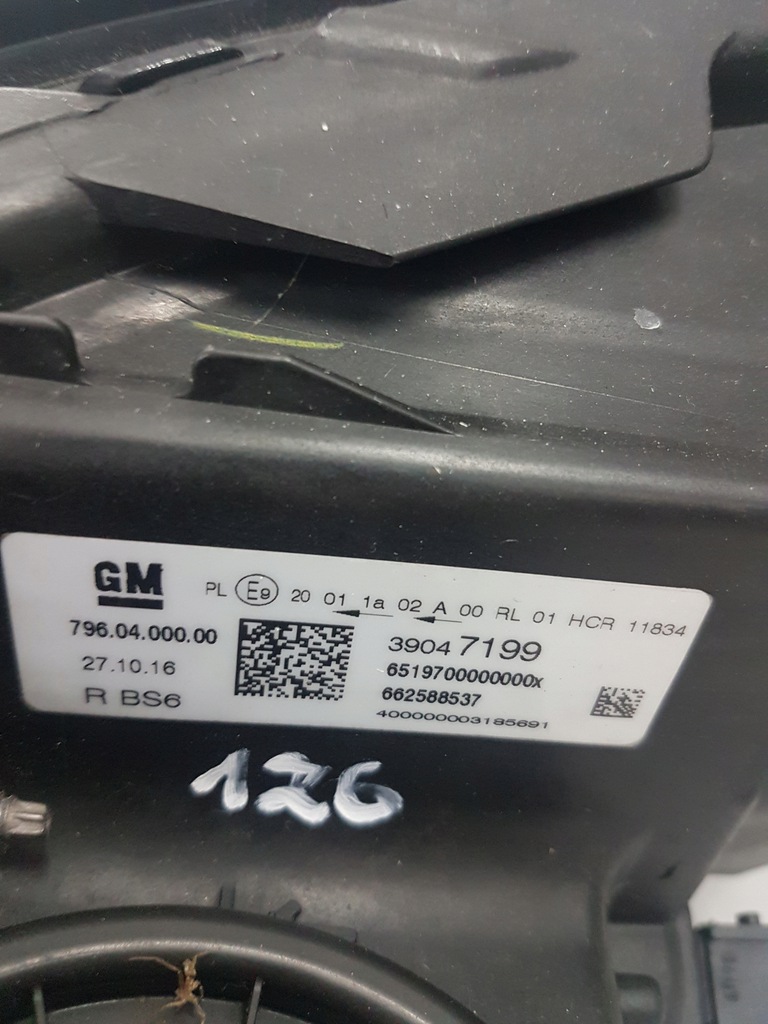 GM
PL E9 20 01 1a 02 A 00 RL 01 HCR 11834
796.04.000.00
39047199
27.10.16
6519700000000x
R BS6
662588537
400000003185691
126